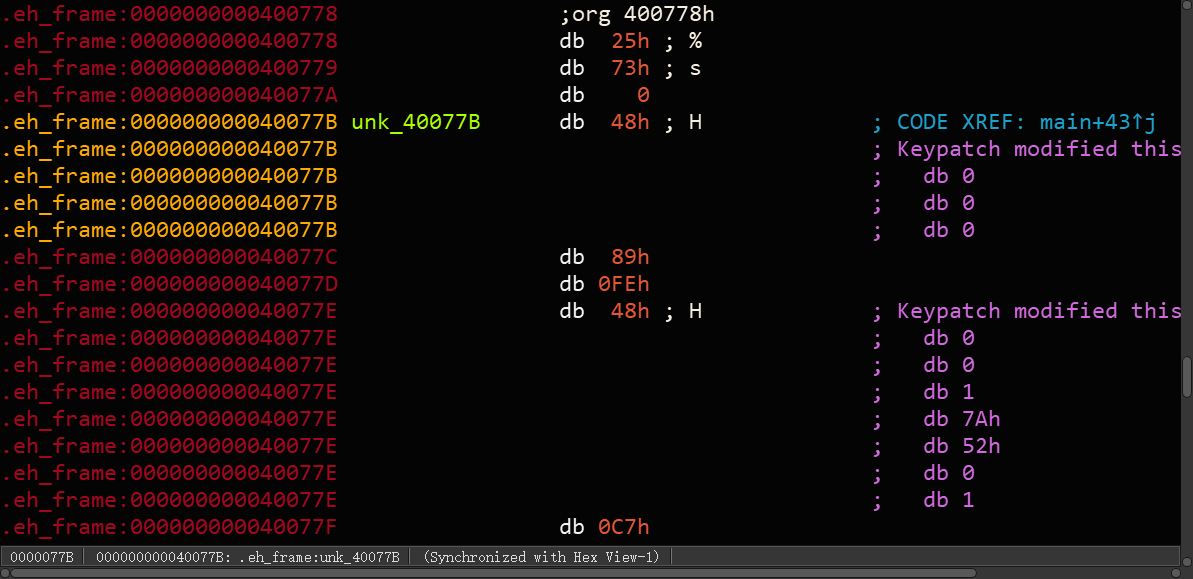 .eh_frame:0000000000400778 ;org 400778h
.eh_frame:0000000000400778 db 25h ; %
.eh_frame:0000000000400779 db 73h ; s
.eh_frame:000000000040077A db 0
.eh_frame:000000000040077B unk_40077B db 48h ; H ; CODE XREF: main+43↑j
.eh_frame:000000000040077B ; Keypatch modified this
.eh_frame:000000000040077B ; db 0
.eh_frame:000000000040077B ; db 0
.eh_frame:000000000040077B ; db 0
.eh_frame:000000000040077C db 89h
.eh_frame:000000000040077D db 0FEh
.eh_frame:000000000040077E db 48h ; H ; Keypatch modified this
.eh_frame:000000000040077E ; db 0
.eh_frame:000000000040077E ; db 0
.eh_frame:000000000040077E ; db 1
.eh_frame:000000000040077E ; db 7Ah
.eh_frame:000000000040077E ; db 52h
.eh_frame:000000000040077E ; db 0
.eh_frame:000000000040077E ; db 1
.eh_frame:000000000040077F db 0C7h
0000077B 000000000040077B: .eh_frame:unk_40077B (Synchronized with Hex View-1)